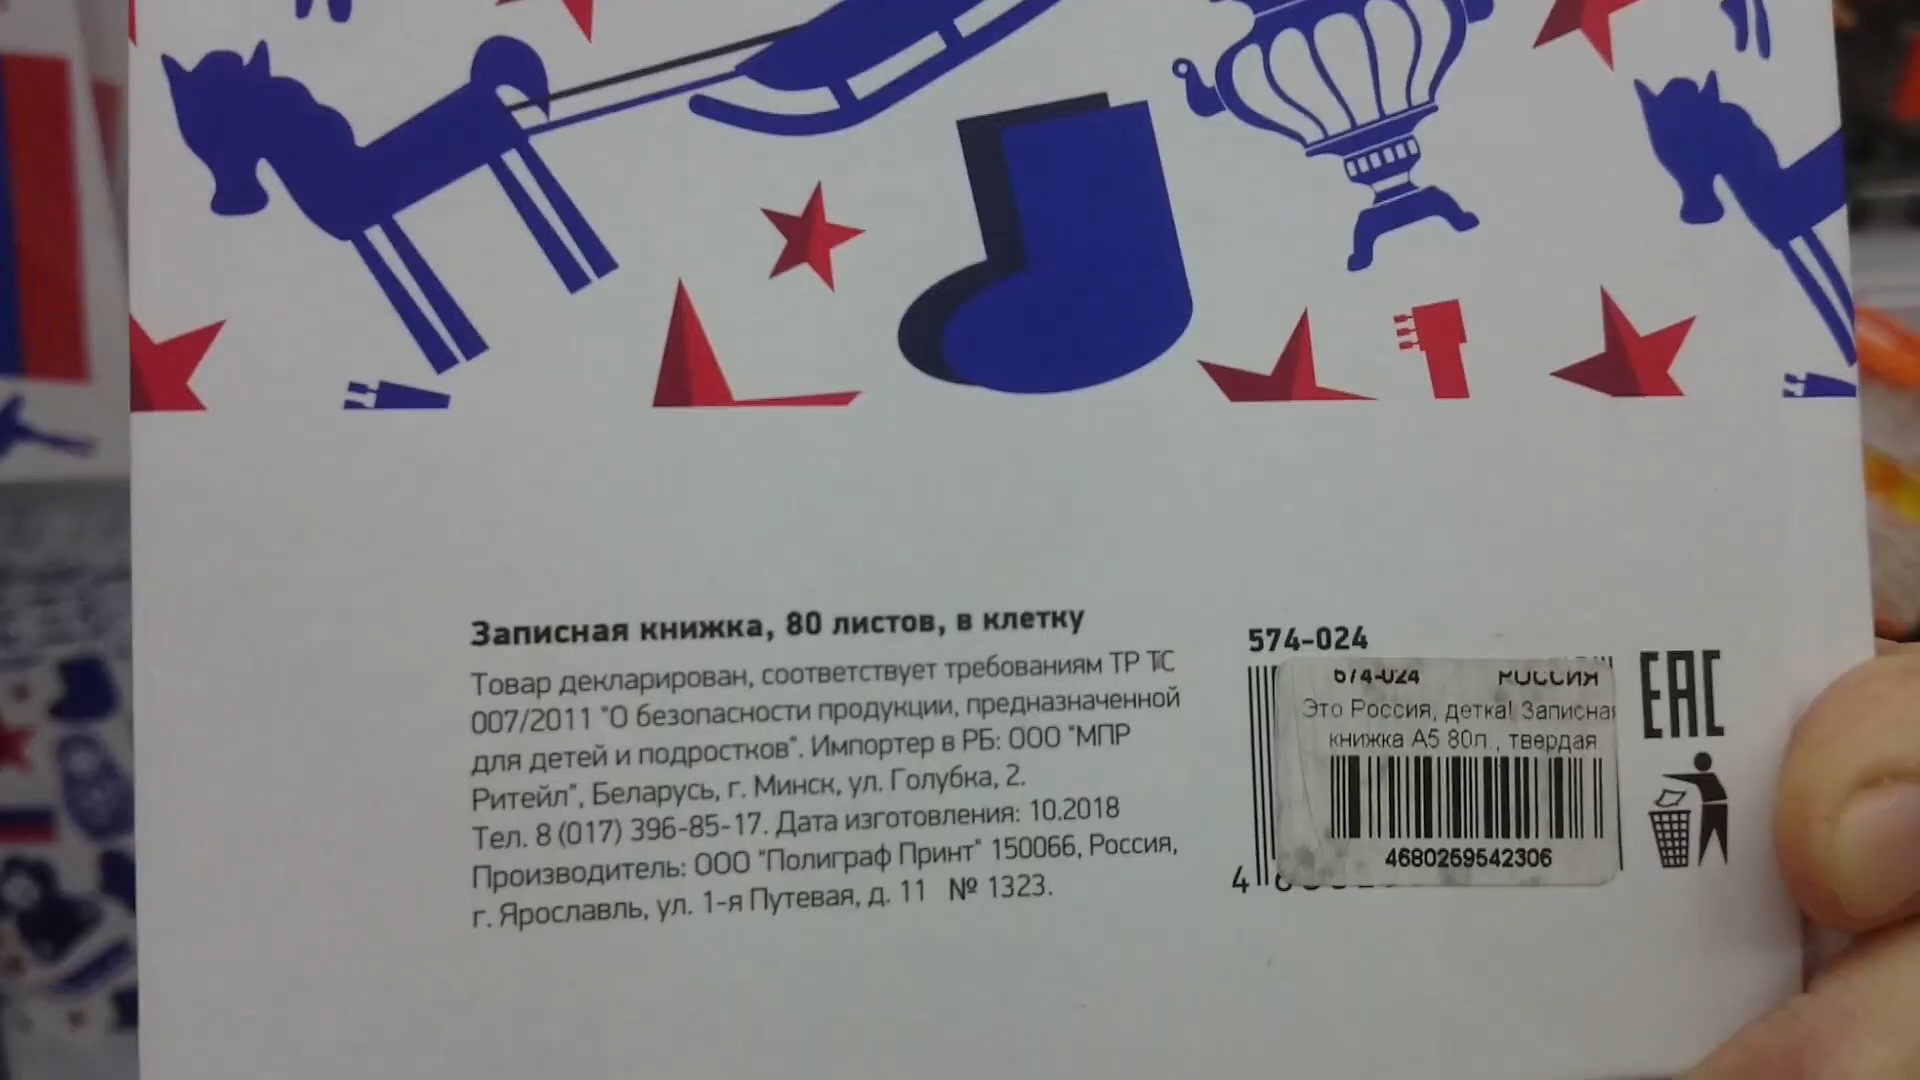 Записная книжка, 80 листов, в клетку
Товар декларирован, соответствует требованиям ТР ТС
007/2011 "О безопасности продукции, предназначенной
для детей и подростков". Импортер в РБ: ООО "МПР
Ритейл", Беларусь, г. Минск, ул. Голубка, 2.
Тел. 8 (017) 396-85-17. Дата изготовления: 10.2018
Производитель: ООО "Полиграф Принт" 150066, Россия,
г. Ярославль, ул. 1-я Путевая, д. 11 № 1323.
574-024
674-024 РОССИЯ
Это Россия, детка! Записная
книжка А5 80л., твердая
4680259542306
4
EAC